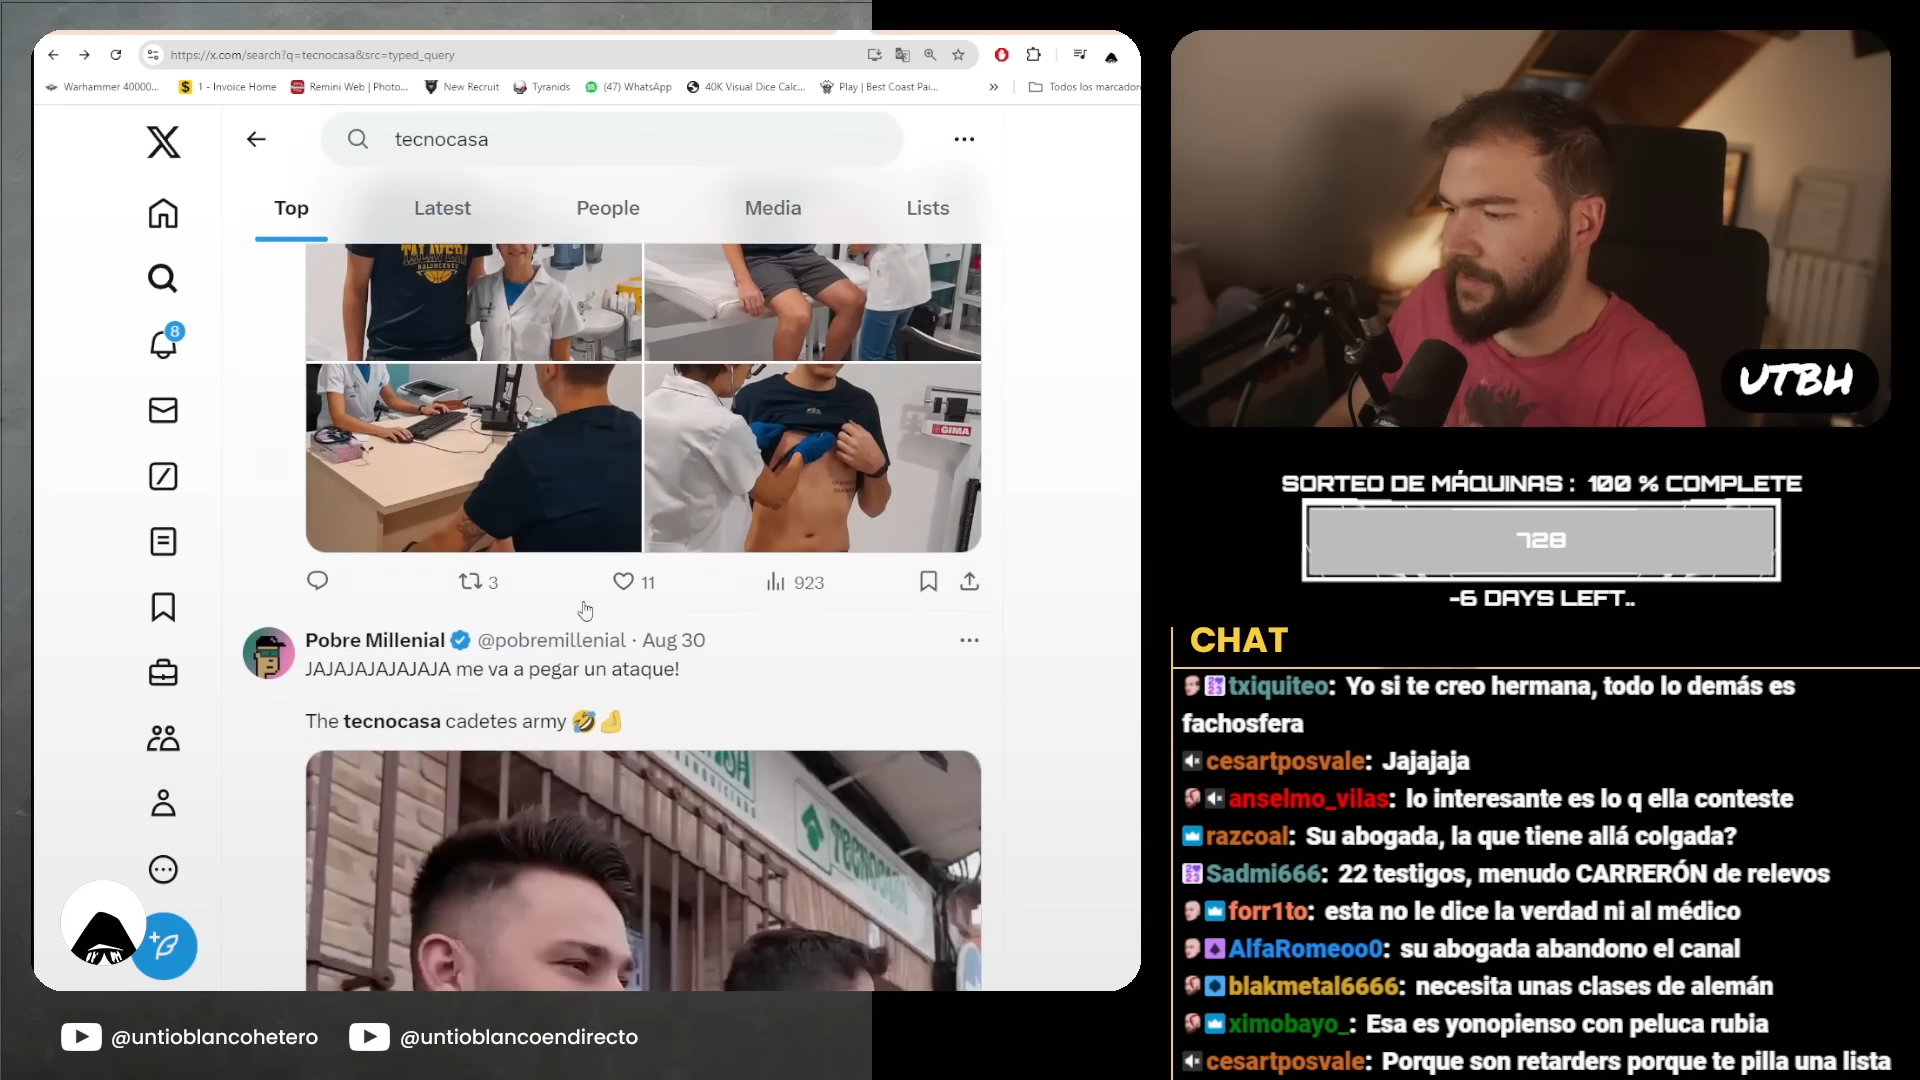 https://x.com/search?q=tecnocasa&src=typed_query
Warhammer 40000...
1 - Invoice Home
Remini Web | Photo...
New Recruit
Tyranids
(47) WhatsApp
40K Visual Dice Calc...
Play | Best Coast Pai...
Todos los marcador
tecnocasa
Top
Latest
People
Media
Lists
8
TALAVERA
BALONCESTO
GIMA
3
11
923
Pobre Millenial @pobremillenial · Aug 30
JAJAJAJAJAJAJA me va a pegar un ataque!
The tecnocasa cadetes army 🤣🤌
TECNOCASA
@untioblancohetero
@untioblancoendirecto
UTBH
SORTEO DE MÁQUINAS : 100 % COMPLETE
728
-6 DAYS LEFT..
CHAT
txiquiteo: Yo si te creo hermana, todo lo demás es
fachosfera
cesartposvale: Jajajaja
anselmo_vilas: lo interesante es lo q ella conteste
razcoal: Su abogada, la que tiene allá colgada?
Sadmi666: 22 testigos, menudo CARRERÓN de relevos
forr1to: esta no le dice la verdad ni al médico
AlfaRomeoo0: su abogada abandono el canal
blakmetal6666: necesita unas clases de alemán
ximobayo_: Esa es yonopienso con peluca rubia
cesartposvale: Porque son retarders porque te pilla una lista